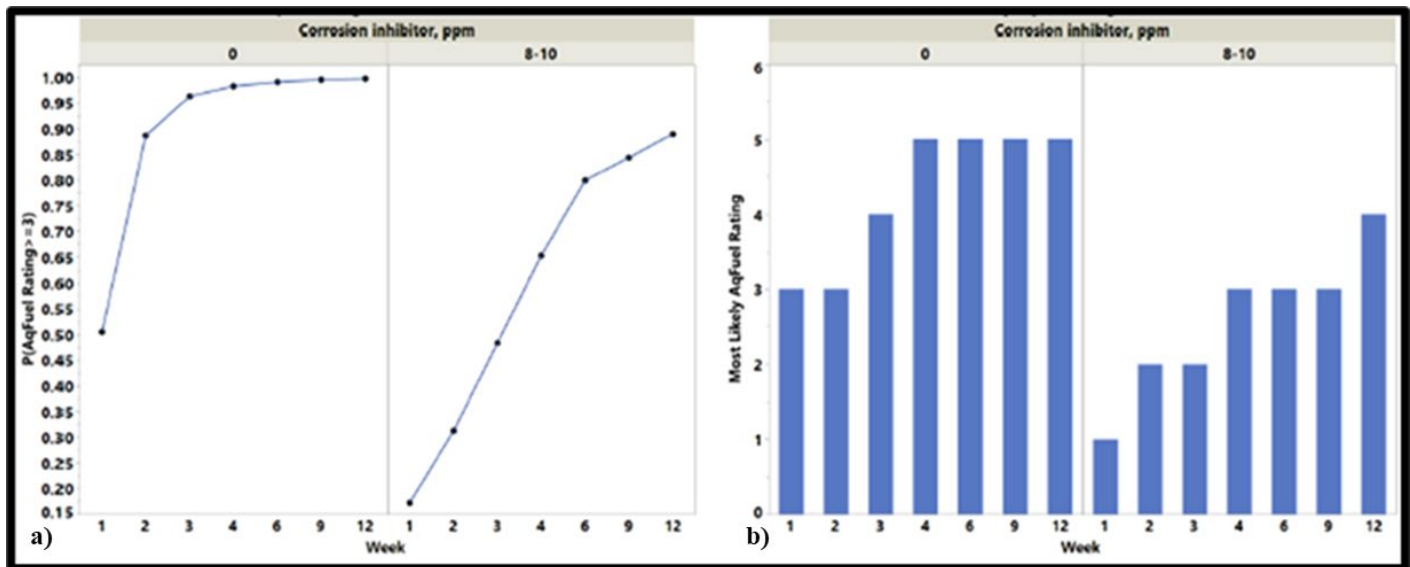 Corrosion inhibitor, ppm
0 8-10
1.00
0.95
0.90
0.85
0.80
0.75
0.70
0.65
0.60
0.55
0.50
0.45
0.40
0.35
0.30
0.25
0.20
0.15
P(AqFuel Rating>=3)
1 2 3 4 6 9 12 1 2 3 4 6 9 12
Week
a)
Corrosion inhibitor, ppm
0 8-10
6
5
4
3
2
1
0
Most Likely AqFuel Rating
1 2 3 4 6 9 12 1 2 3 4 6 9 12
Week
b)